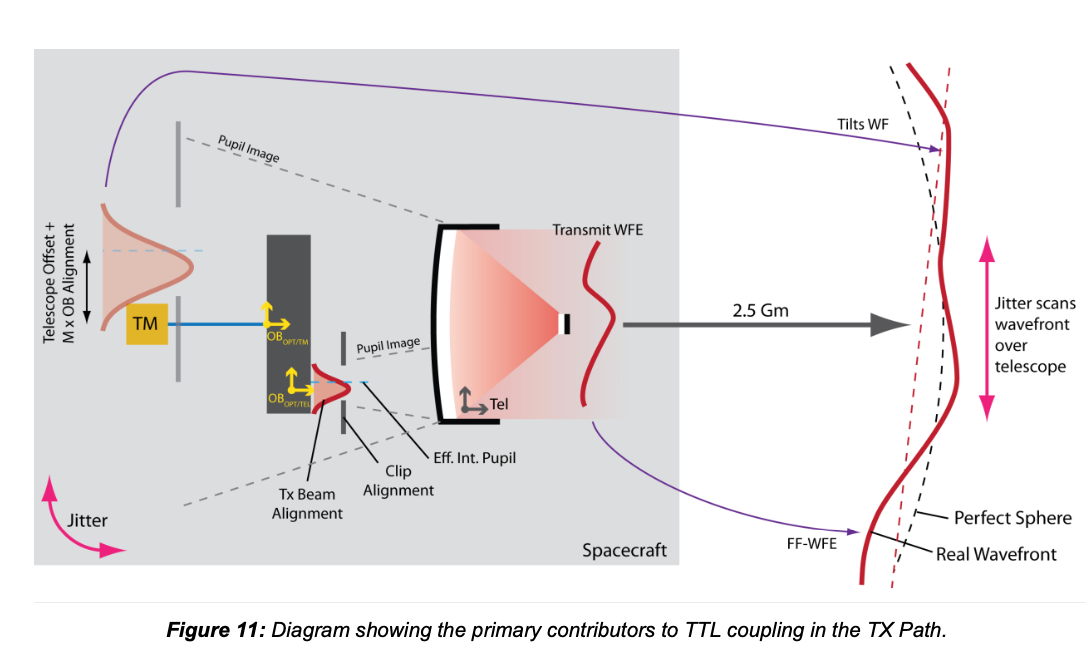 Pupil Image
Tilts WF
Telescope Offset +
M x OB Alignment
Transmit WFE
TM
OB OPT/TM
2.5 Gm
Jitter scans
wavefront
over
telescope
Pupil Image
OB OPT/TEL
Tel
Eff. Int. Pupil
Clip
Alignment
Tx Beam
Alignment
Jitter
Spacecraft
FF-WFE
Perfect Sphere
Real Wavefront
Figure 11: Diagram showing the primary contributors to TTL coupling in the TX Path.